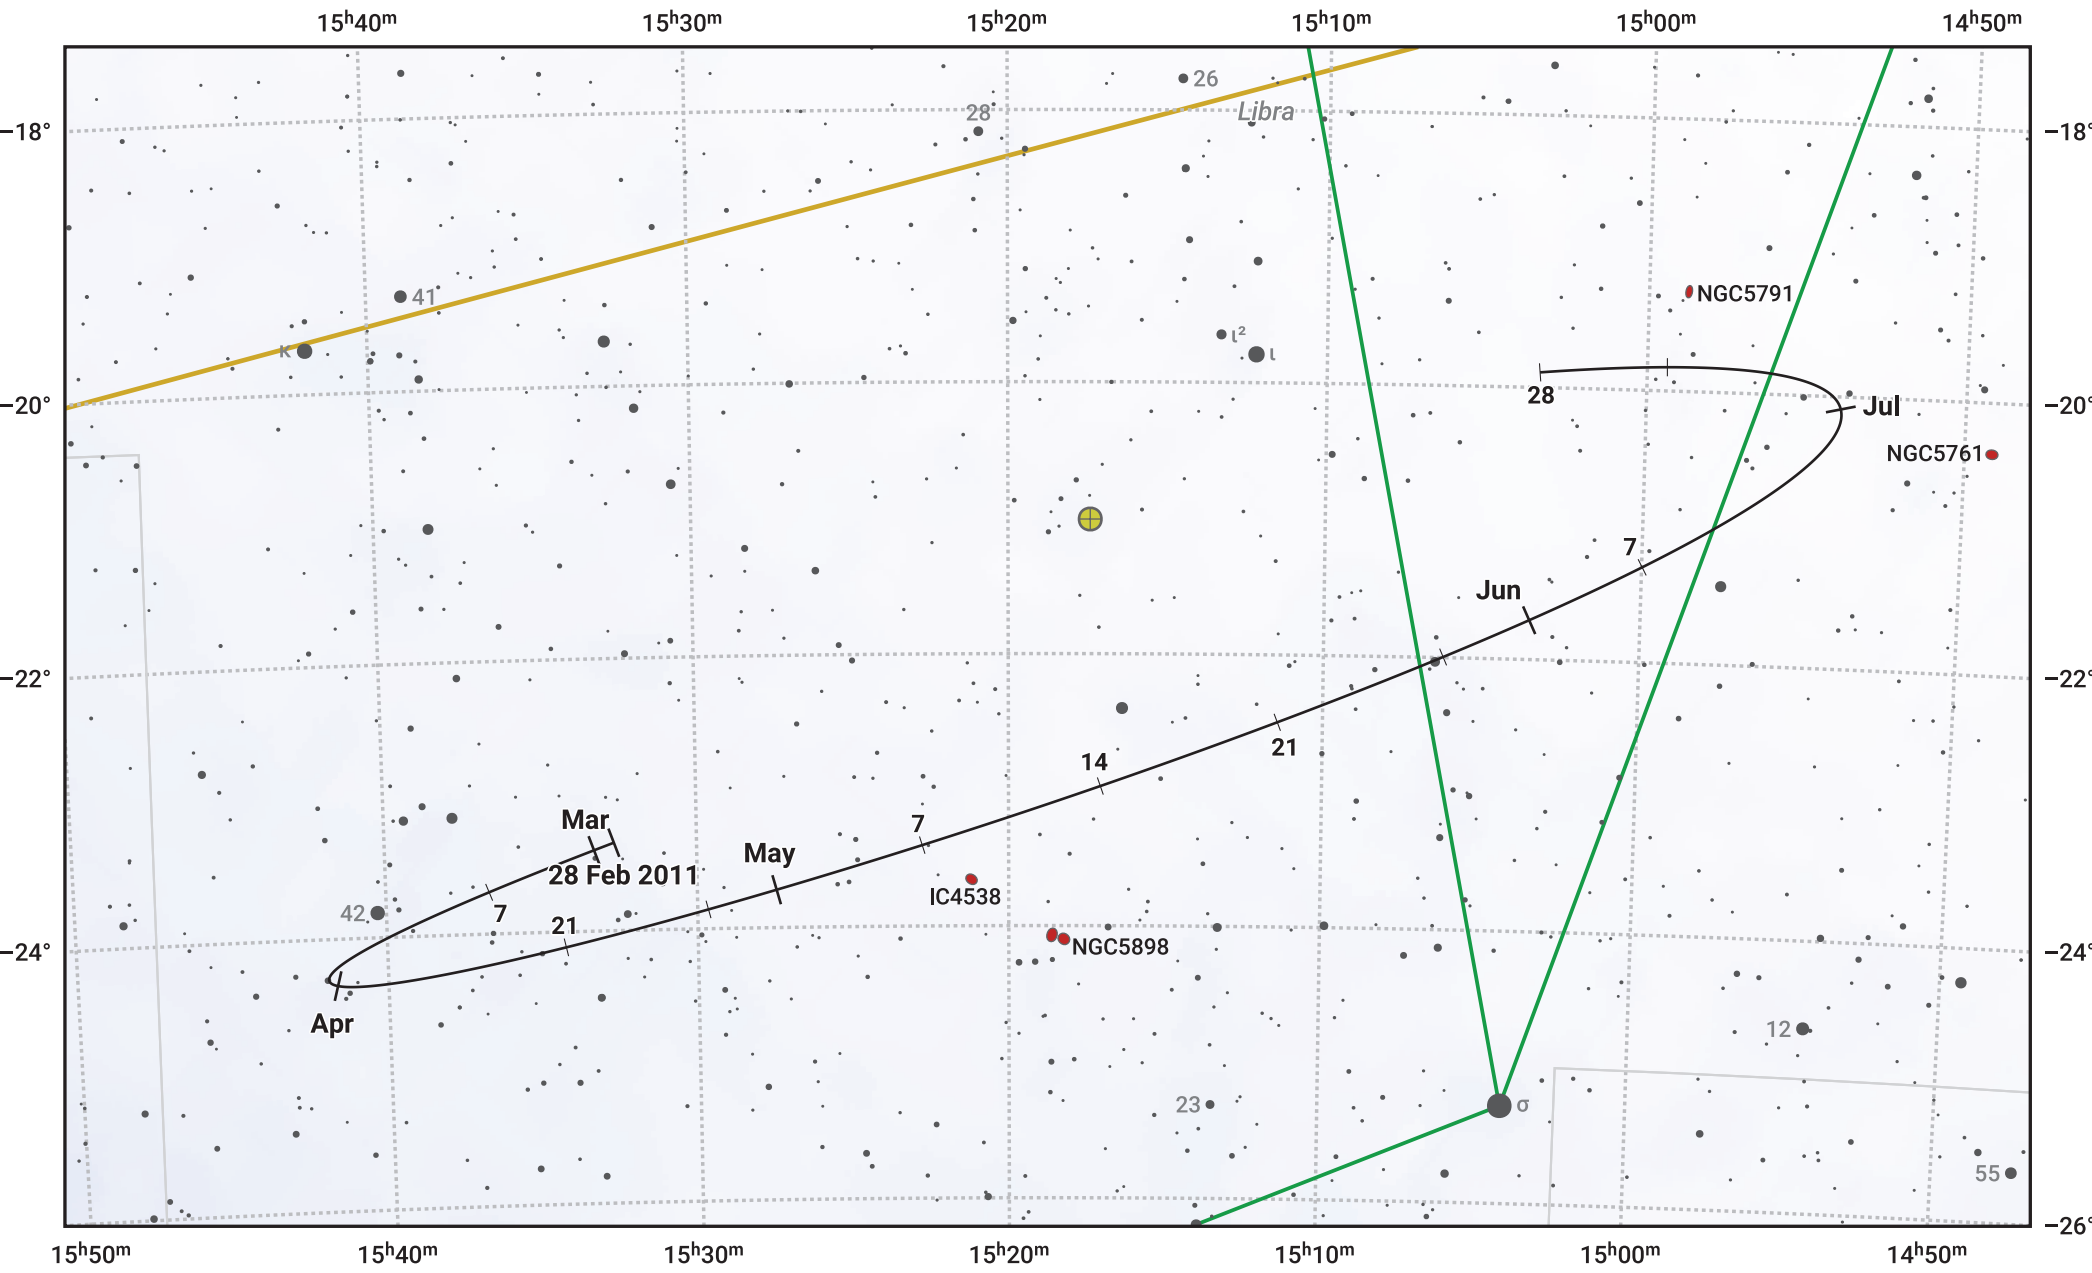 15ʰ40ᵐ 15ʰ30ᵐ 15ʰ20ᵐ 15ʰ10ᵐ 15ʰ00ᵐ 14ʰ50ᵐ
26
28 Libra
−18° −18°
NGC5791
41
ι²
κ ι
28
−20° Jul −20°
NGC5761
7
Jun
−22° −22°
21
14
Mar 7
May
28 Feb 2011
IC4538
42 7
21
NGC5898
−24° −24°
Apr
12
23 σ
55
−26°
15ʰ50ᵐ 15ʰ40ᵐ 15ʰ30ᵐ 15ʰ20ᵐ 15ʰ10ᵐ 15ʰ00ᵐ 14ʰ50ᵐ